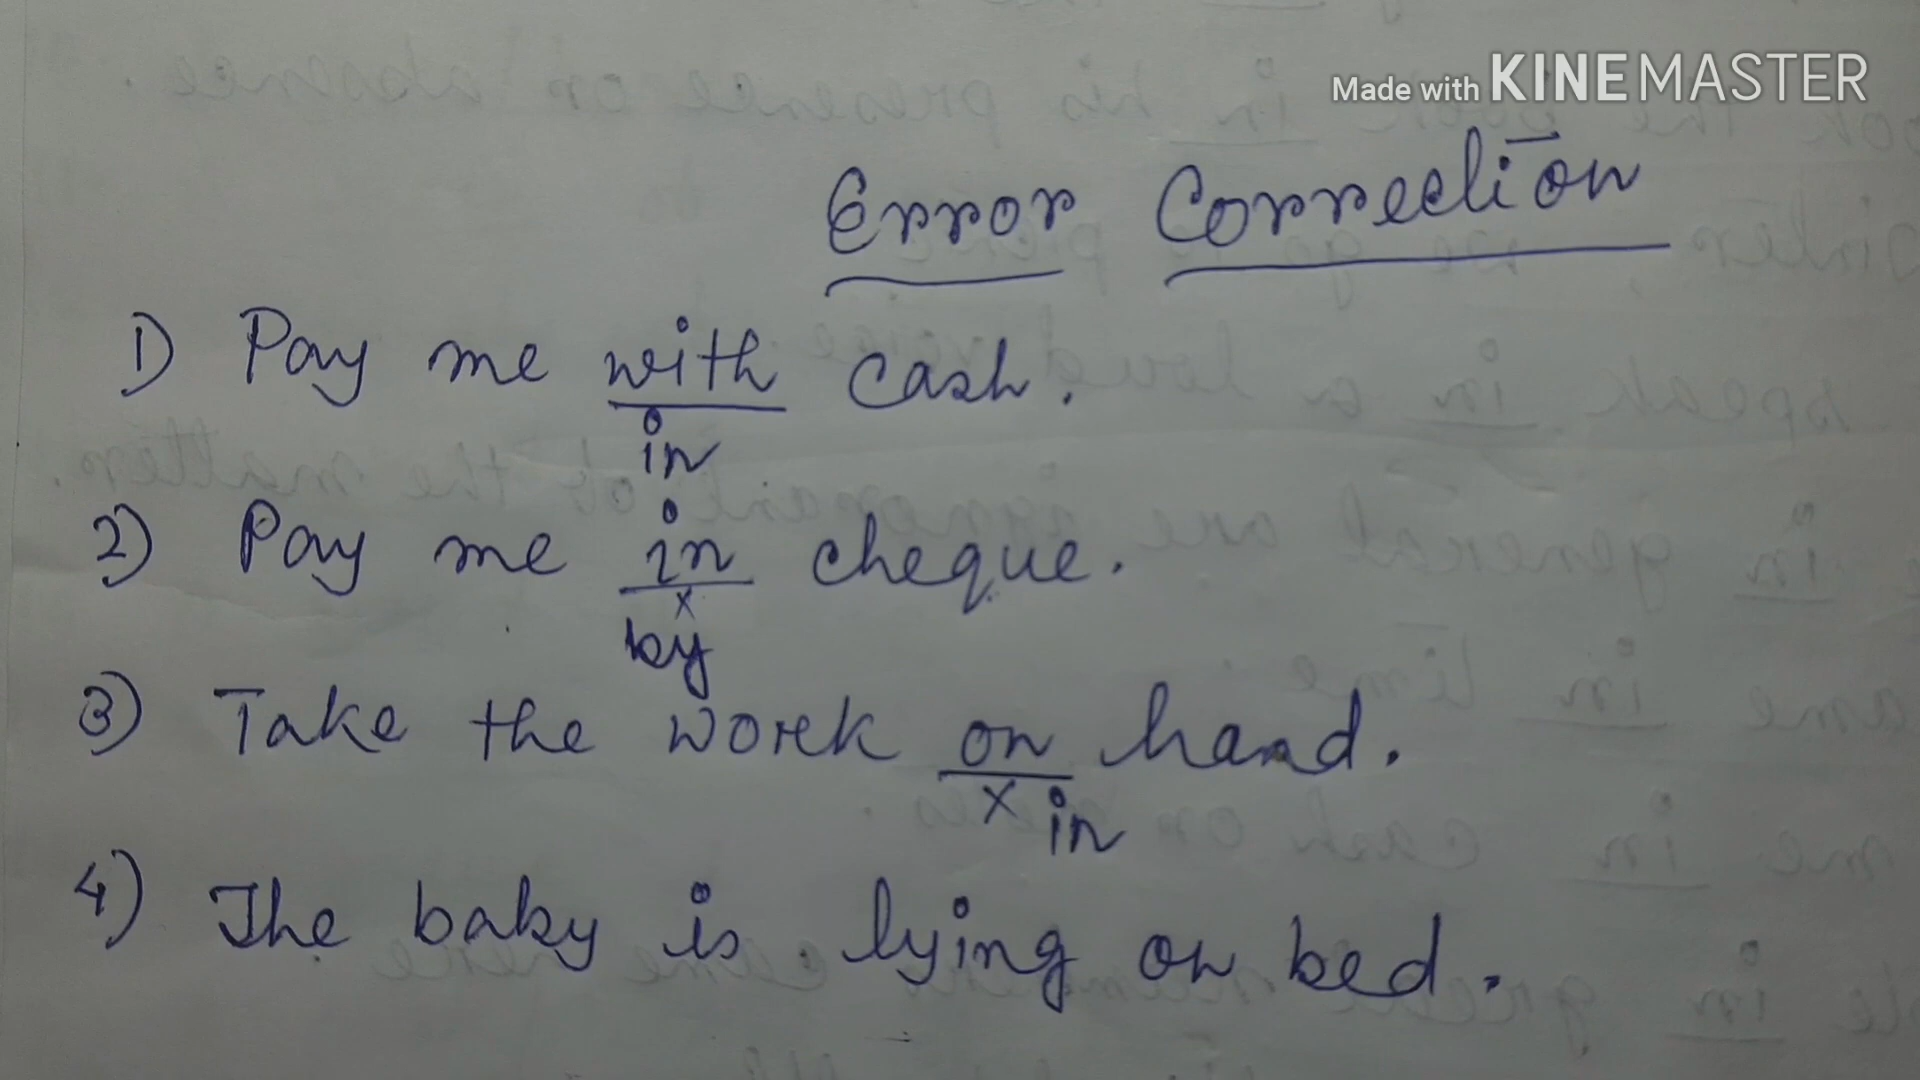 Made with KINEMASTER
Error Correction
1) Pay me with cash.
in
2) Pay me in cheque.
x
by
3) Take the work on hand.
x in
4) The baby is lying on bed.